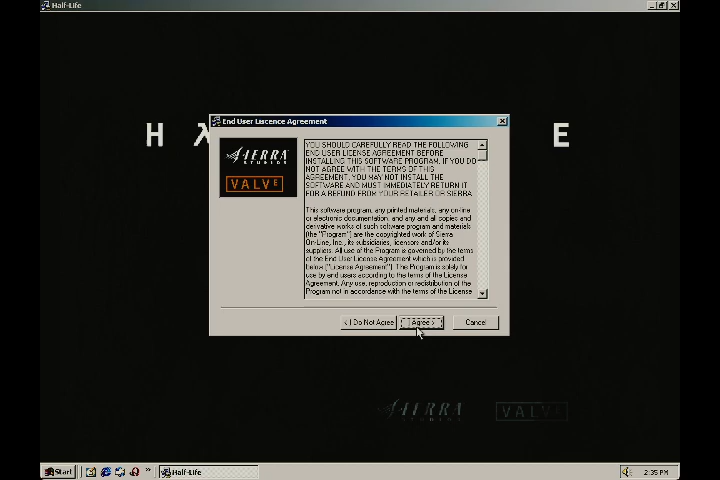 Half-Life
H λ E
End User Liscence Agreement
SIERRA
STUDIOS
VALVE
YOU SHOULD CAREFULLY READ THE FOLLOWING
END USER LICENSE AGREEMENT BEFORE
INSTALLING THIS SOFTWARE PROGRAM. IF YOU DO
NOT AGREE WITH THE TERMS OF THIS
AGREEMENT, YOU MAY NOT INSTALL THE
SOFTWARE AND MUST IMMEDIATELY RETURN IT
FOR A REFUND FROM YOUR RETAILER OR SIERRA.
This software program, any printed materials, any on-line
or electronic documentation, and any and all copies and
derivative works of such software program and materials
(the "Program") are the copyrighted work of Sierra
On-Line, Inc., its subsidiaries, licensors and/or its
suppliers. All use of the Program is governed by the terms
of the End User License Agreement which is provided
below ("License Agreement"). The Program is solely for
use by end users according to the terms of the License
Agreement. Any use, reproduction or redistribution of the
Program not in accordance with the terms of the License
< I Do Not Agree
I Agree >
Cancel
SIERRA
STUDIOS
VALVE
Start
»
Half-Life
2:35 PM